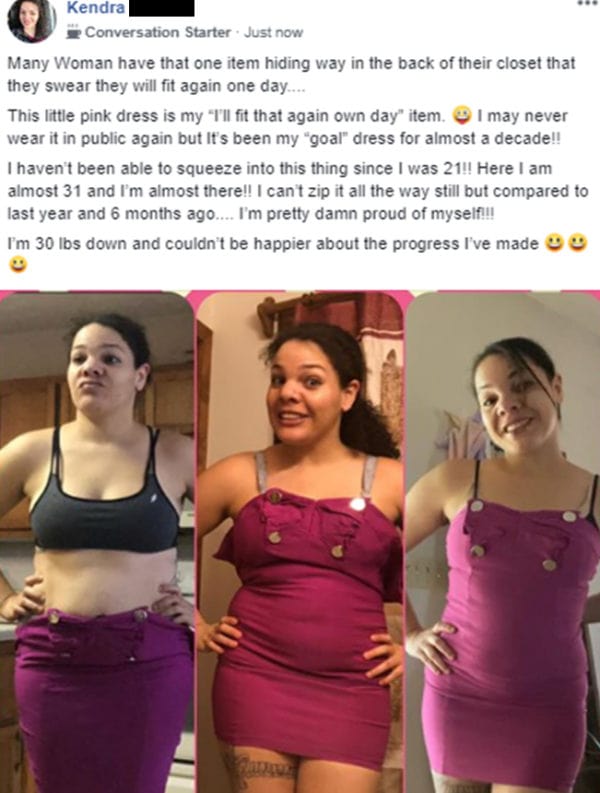 Kendra
Conversation Starter · Just now
Many Woman have that one item hiding way in the back of their closet that
they swear they will fit again one day....
This little pink dress is my "I'll fit that again own day" item. 😀 I may never
wear it in public again but It's been my "goal" dress for almost a decade!!
I haven't been able to squeeze into this thing since I was 21!! Here I am
almost 31 and I'm almost there!! I can't zip it all the way still but compared to
last year and 6 months ago.... I'm pretty damn proud of myself!!!
I'm 30 lbs down and couldn't be happier about the progress I've made 😀 😀
😀